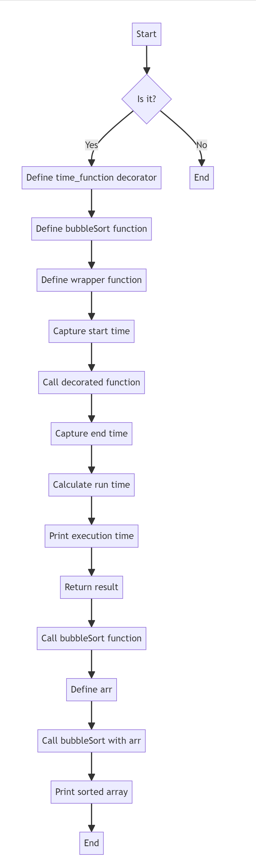 Start
Is it?
Yes
No
Define time_function decorator
End
Define bubbleSort function
Define wrapper function
Capture start time
Call decorated function
Capture end time
Calculate run time
Print execution time
Return result
Call bubbleSort function
Define arr
Call bubbleSort with arr
Print sorted array
End